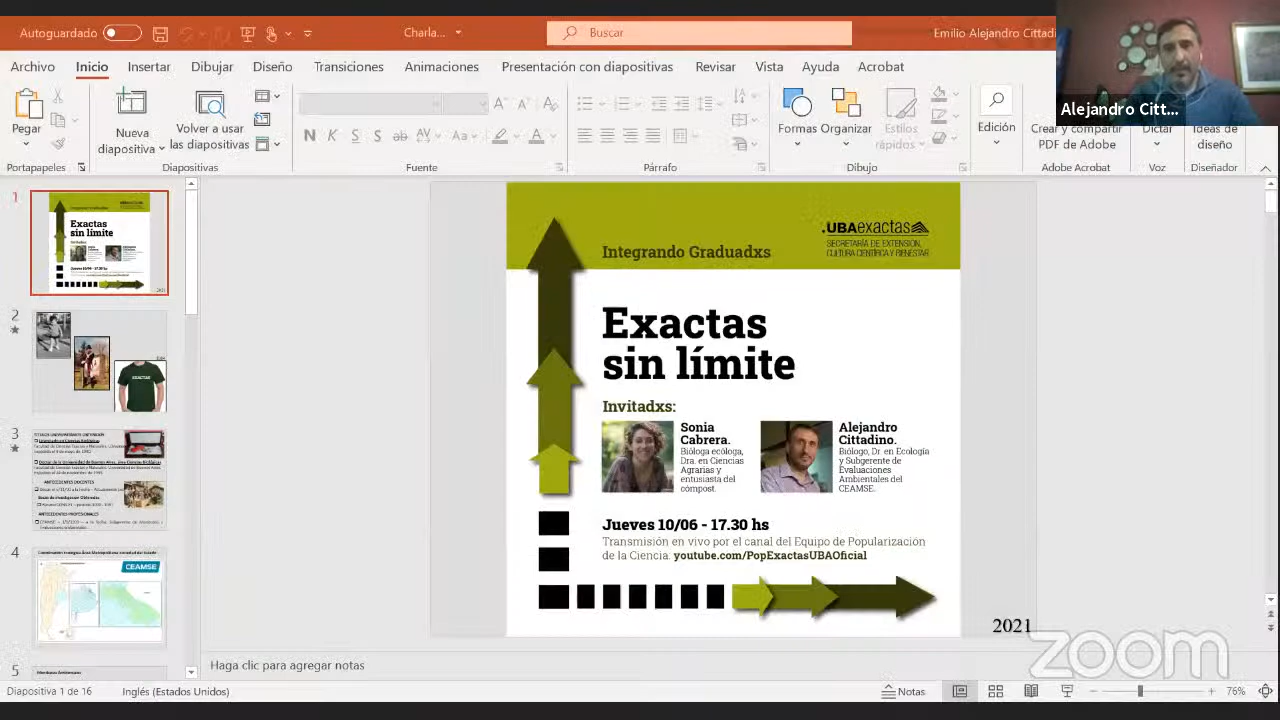 Autoguardado
Charla...
Buscar
Emilio Alejandro Cittadi
Alejandro Citt...
Archivo
Inicio
Insertar
Dibujar
Diseño
Transiciones
Animaciones
Presentación con diapositivas
Revisar
Vista
Ayuda
Acrobat
Pegar
Nueva
diapositiva
Volver a usar
las diapositivas
Formas
Organizar
Estilos
rápidos
Edición
Crear y compartir
PDF de Adobe
Dictar
Ideas de
diseño
Portapapeles
Diapositivas
Fuente
Párrafo
Dibujo
Adobe Acrobat
Voz
Diseñador
1
2
3
4
CEAMSE
5
Integrando Graduadxs
.UBAexactas
SECRETARÍA DE EXTENSIÓN,
CULTURA CIENTÍFICA Y BIENESTAR
Exactas
sin límite
Invitadxs:
Sonia
Cabrera.
Bióloga ecóloga,
Dra. en Ciencias
Agrarias y
entusiasta del
cómpost.
Alejandro
Cittadino.
Biólogo, Dr. en Ecología
y Subgerente de
Evaluaciones
Ambientales del
CEAMSE.
Jueves 10/06 - 17.30 hs
Transmisión en vivo por el canal del Equipo de Popularización
de la Ciencia: youtube.com/PopExactasUBAOficial
2021
zoom
Haga clic para agregar notas
Diapositiva 1 de 16
Inglés (Estados Unidos)
Notas
76%